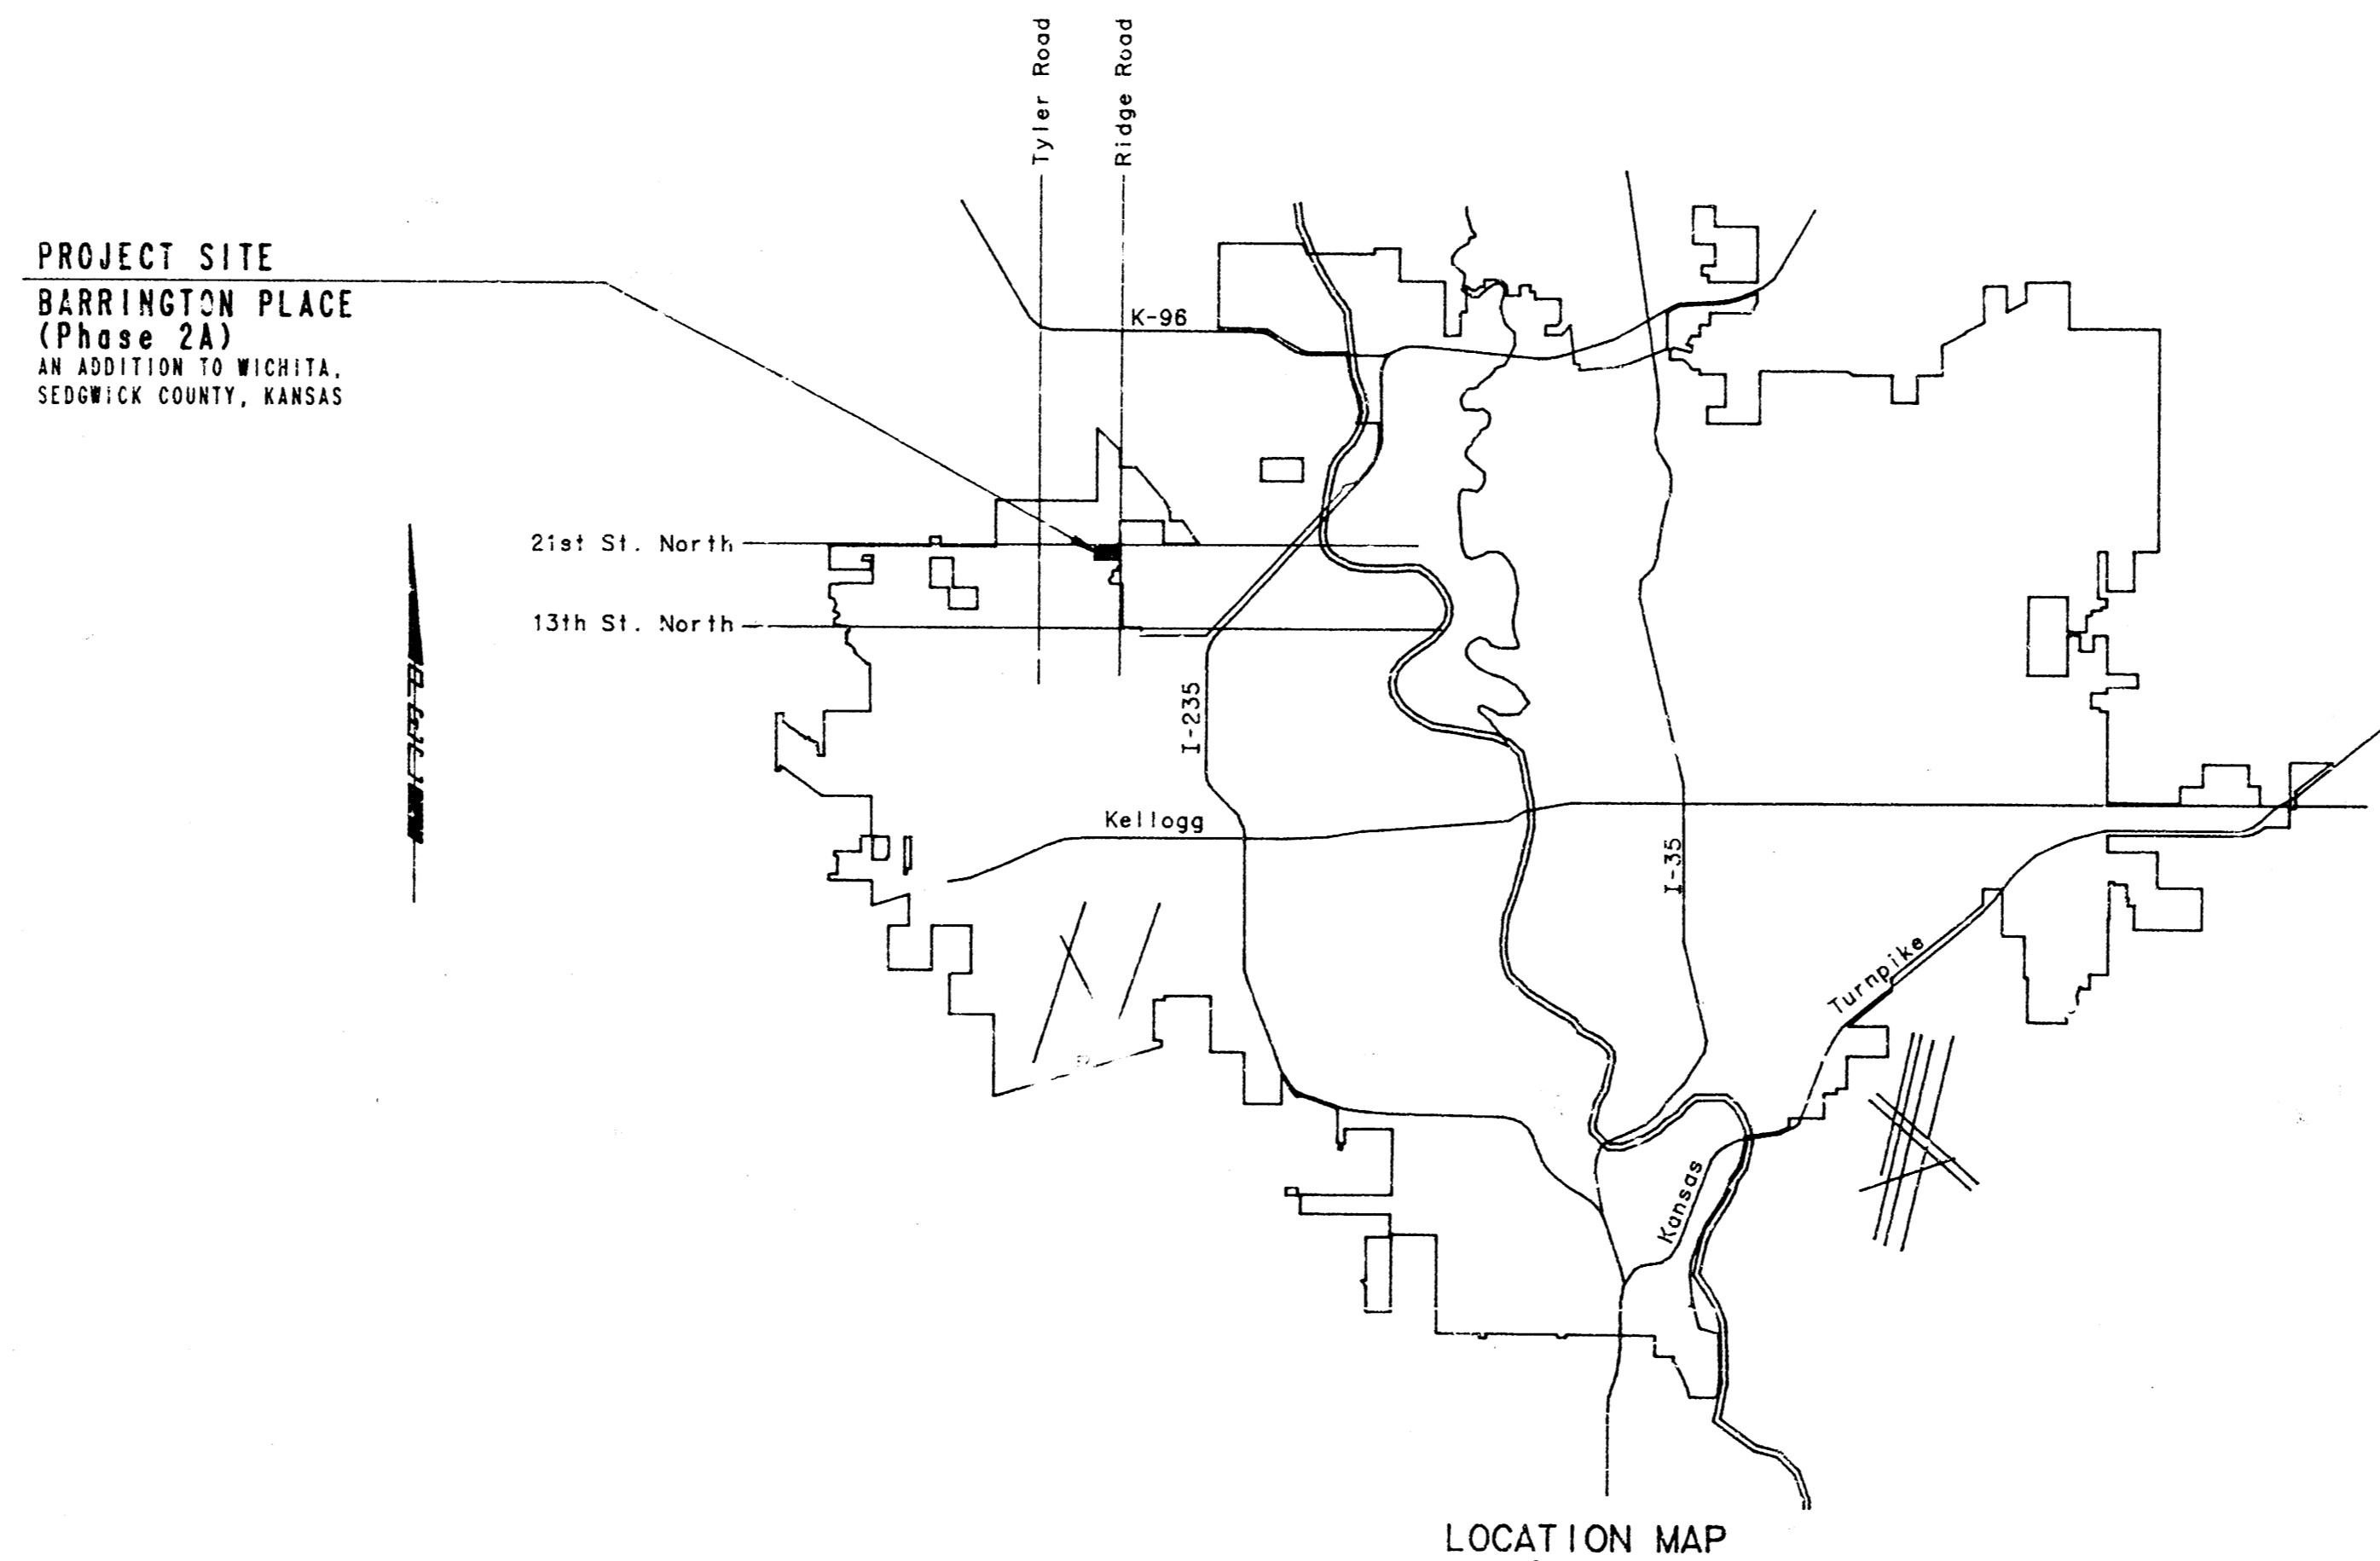 Tyler Road
Ridge Road
PROJECT SITE
BARRINGTON PLACE
(Phase 2A)
AN ADDITION TO WICHITA,
SEDGWICK COUNTY, KANSAS
K-96
21st St. North
13th St. North
I-235
Kellogg
I-35
Turnpike
Kansas
LOCATION MAP